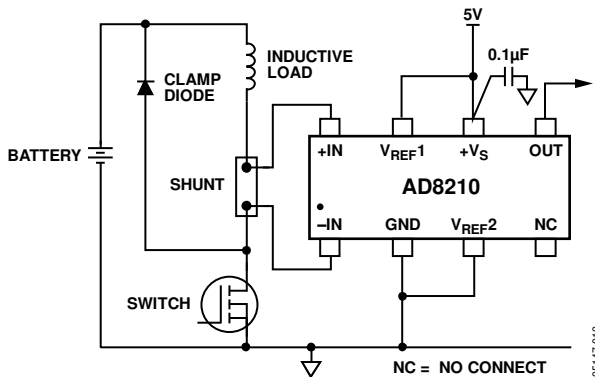 5V
0.1µF
INDUCTIVE
LOAD
CLAMP
DIODE
BATTERY
SHUNT
+IN
VREF1
+VS
OUT
AD8210
–IN
GND
VREF2
NC
SWITCH
NC = NO CONNECT